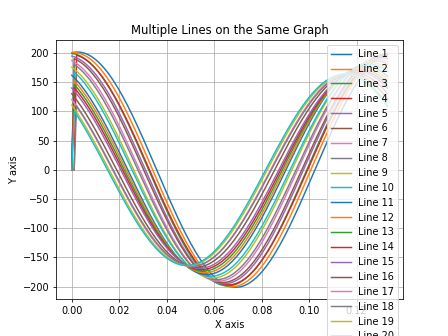 Multiple Lines on the Same Graph
Y axis
200
150
100
50
0
−50
−100
−150
−200
0.00
0.02
0.04
0.06
0.08
0.10
X axis
Line 1
Line 2
Line 3
Line 4
Line 5
Line 6
Line 7
Line 8
Line 9
Line 10
Line 11
Line 12
Line 13
Line 14
Line 15
Line 16
Line 17
Line 18
Line 19
Line 20